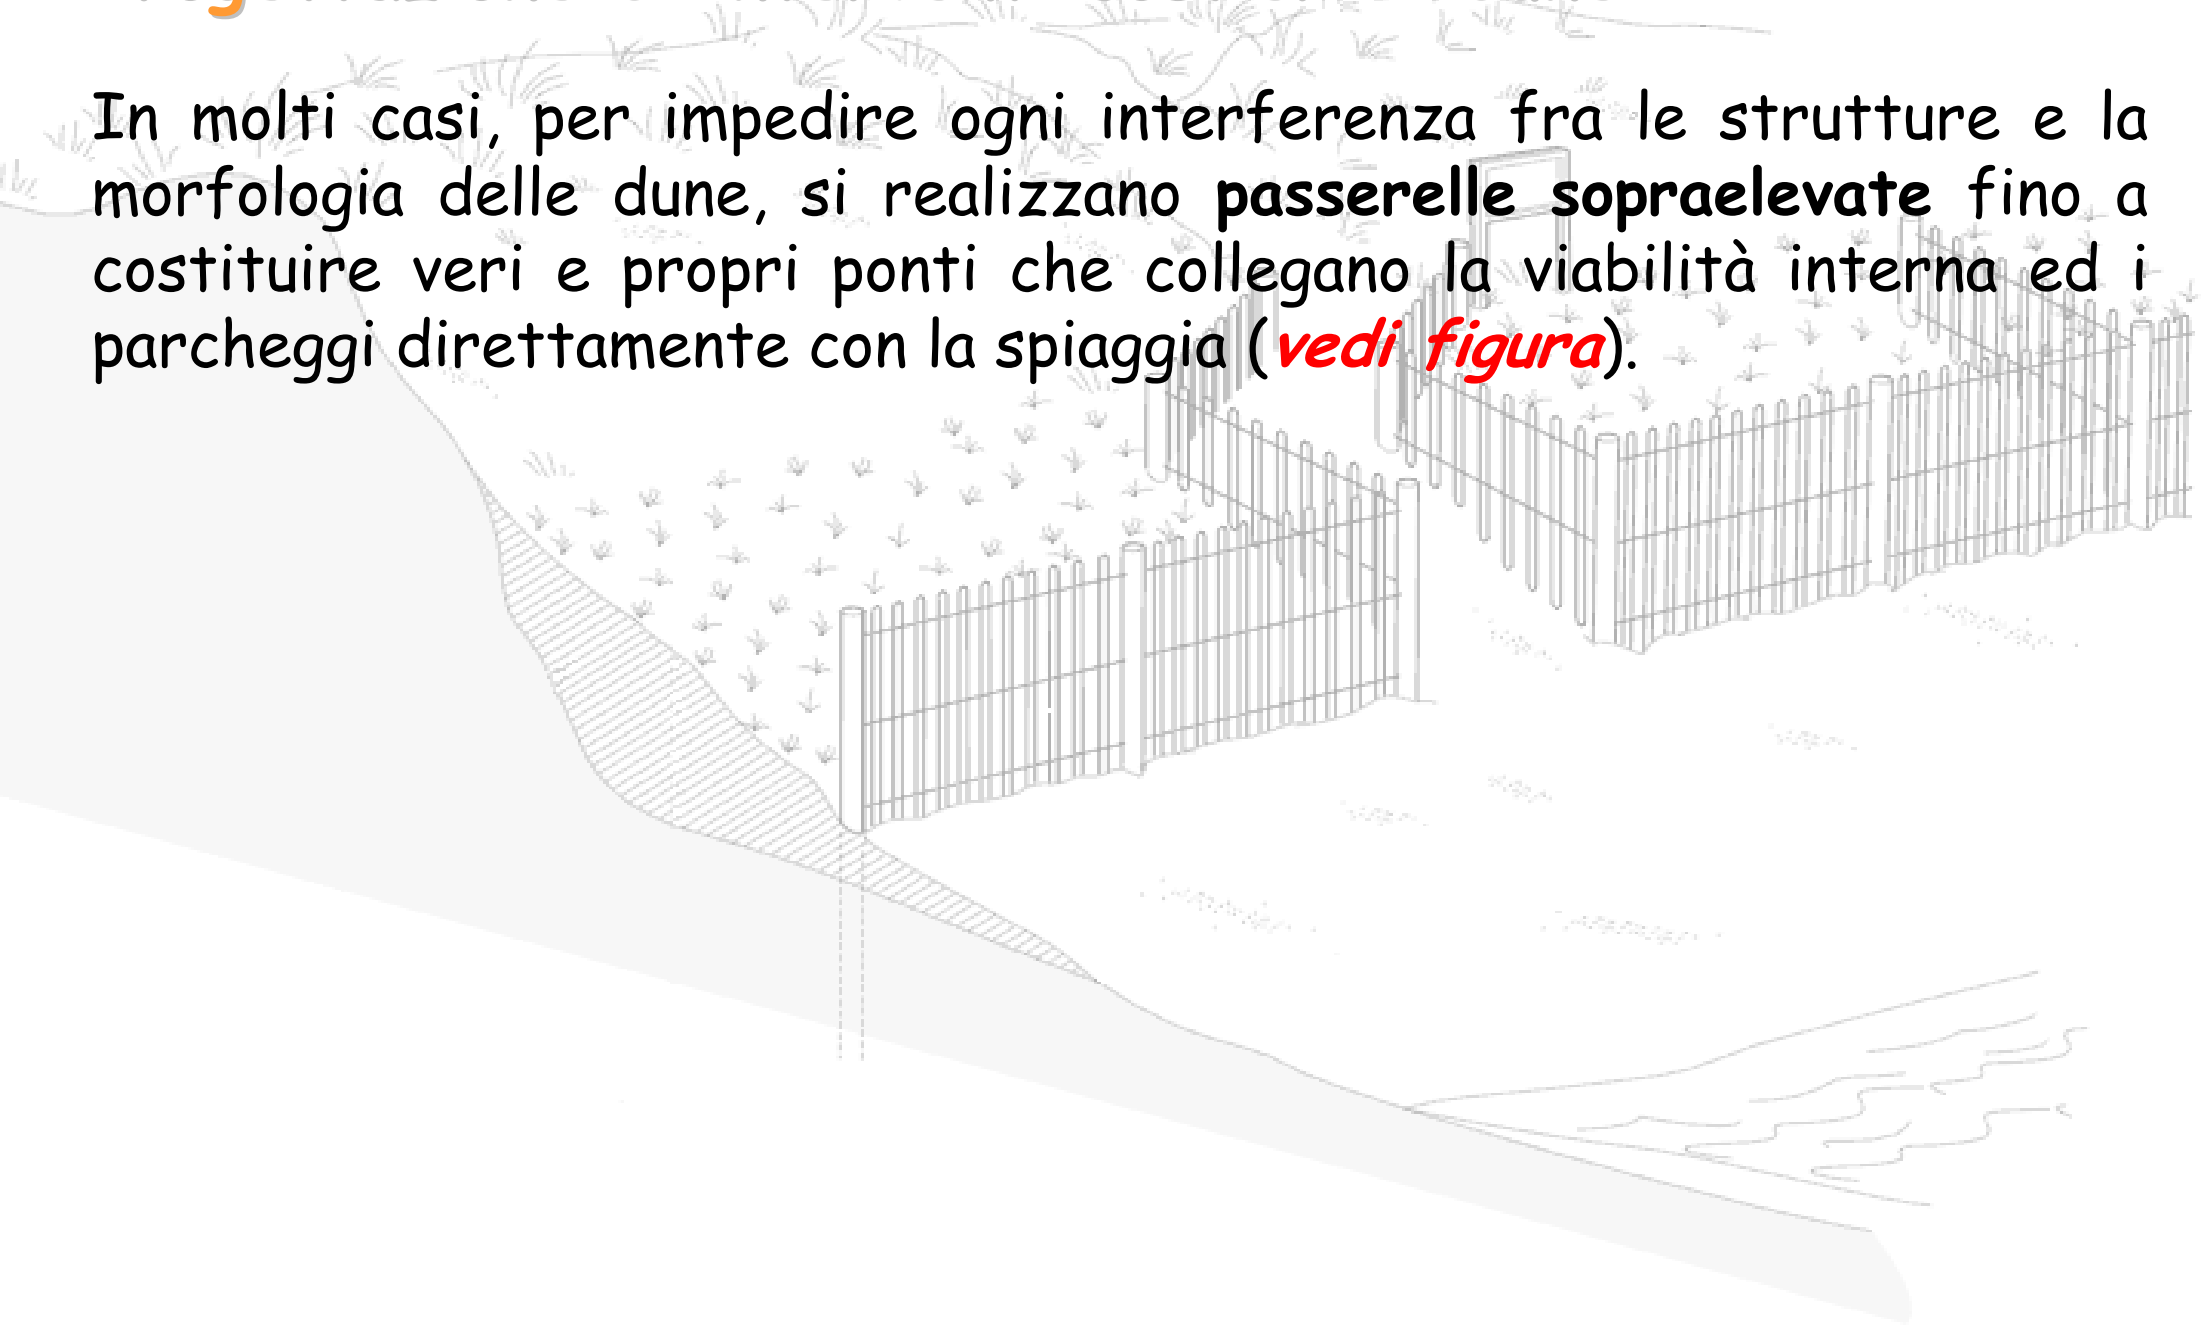 In molti casi, per impedire ogni interferenza fra le strutture e la
morfologia delle dune, si realizzano passerelle sopraelevate fino a
costituire veri e propri ponti che collegano la viabilità interna ed i
parcheggi direttamente con la spiaggia (vedi figura).